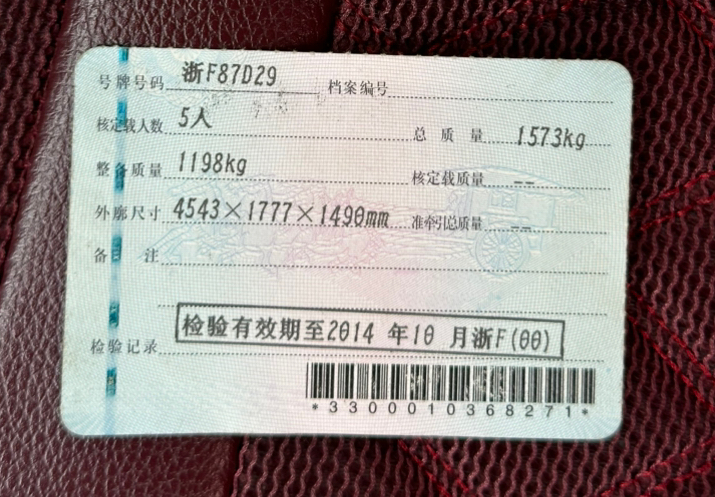 号牌号码 浙F87D29 档案编号
核定载人数 5人 总质量 1573kg
整备质量 1198kg 核定载质量 --
外廓尺寸 4543×1777×1490mm 准牵引总质量 --
备注
检验有效期至2014 年10 月浙F(00)
检验记录
*3300010368271*